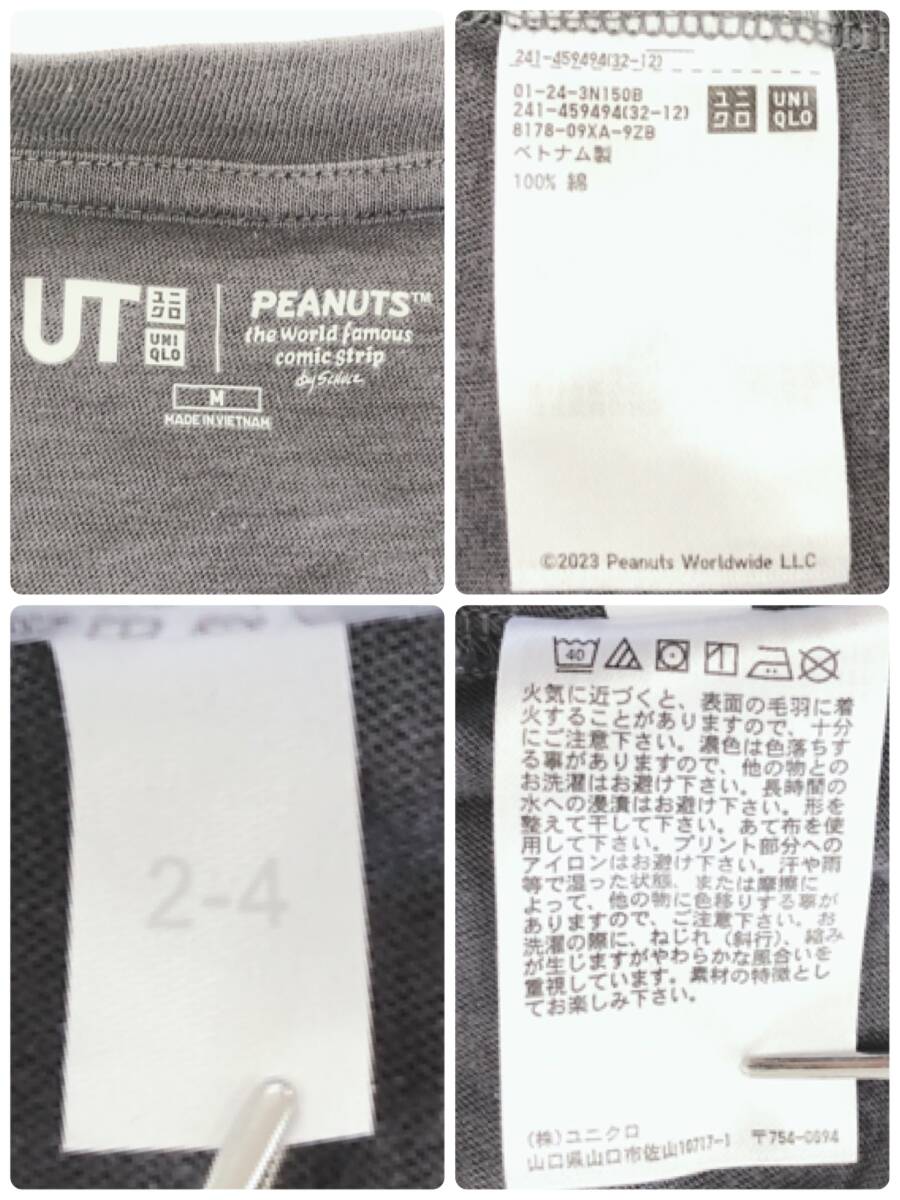 UT
ユニ
クロ
UNI
QLO
PEANUTS™
the World famous
comic strip
by SCHULZ
M
MADE IN VIETNAM
241-459494(32-12)
01-24-3N150B
241-459494(32-12)
8178-09XA-9ZB
ベトナム製
100% 綿
ユニ
クロ
UNI
QLO
©2023 Peanuts Worldwide LLC
2-4
40
火気に近づくと、表面の毛羽に着
火することがありますので、十分
にご注意下さい。濃色は色落ちす
る事がありますので、他の物との
お洗濯はお避け下さい。長時間の
水への浸漬はお避け下さい。形を
整えて干して下さい。あて布を使
用して下さい。プリント部分への
アイロンはお避け下さい。汗や雨
等で湿った状態、または摩擦に
よって、他の物に色移りする事が
ありますので、ご注意下さい。お
洗濯の際に、ねじれ（斜行）、縮み
が生じますがやわらかな風合いを
重視しています。素材の特徴とし
てお楽しみ下さい。
(株)ユニクロ
山口県山口市佐山10717-1 〒754-0894